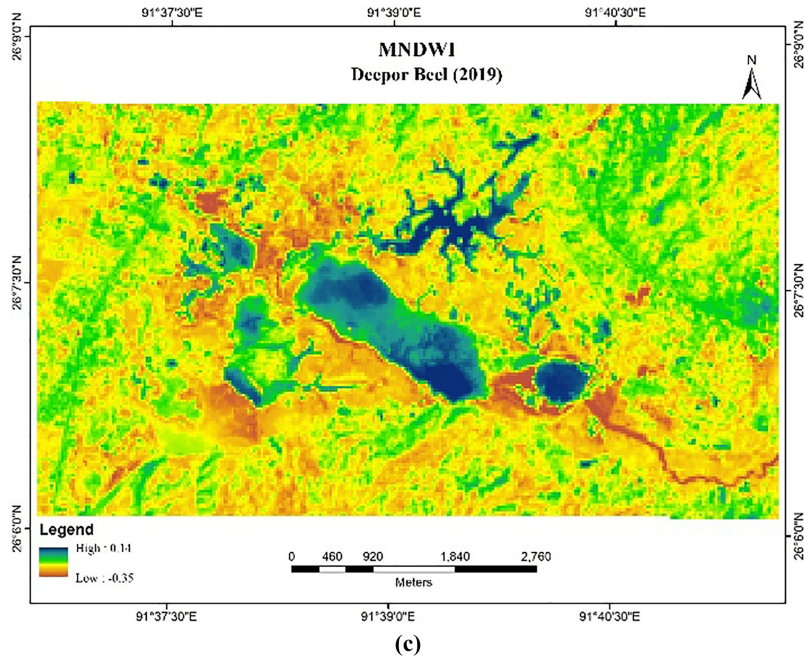 91°37'30"E 91°39'0"E 91°40'30"E
26°9'0"N 26°9'0"N
MNDWI
Deepor Beel (2019)
N
26°7'30"N 26°7'30"N
26°6'0"N 26°6'0"N
Legend
High : 0.14
Low : -0.35
0 460 920 1,840 2,760
Meters
91°37'30"E 91°39'0"E 91°40'30"E
(c)